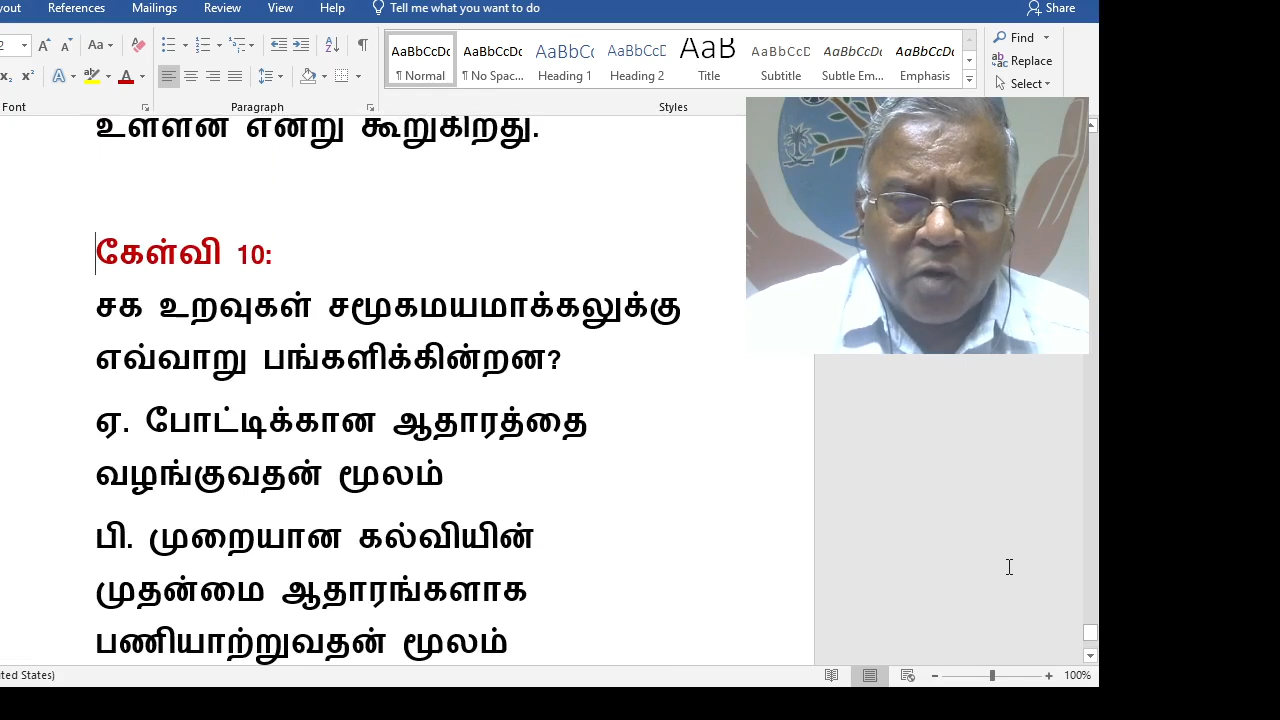 yout References Mailings Review View Help Tell me what you want to do Share
2 Aa
Find
Replace
Select
AaBbCcDc AaBbCcDc AaBbCc AaBbCcD AaB AaBbCcD AaBbCcDc AaBbCcDc
¶ Normal ¶ No Spac... Heading 1 Heading 2 Title Subtitle Subtle Em... Emphasis
Font Paragraph Styles
உள்ளன என்று கூறுகிறது.
கேள்வி 10:
சக உறவுகள் சமூகமயமாக்கலுக்கு
எவ்வாறு பங்களிக்கின்றன?
ஏ. போட்டிக்கான ஆதாரத்தை
வழங்குவதன் மூலம்
பி. முறையான கல்வியின்
முதன்மை ஆதாரங்களாக
பணியாற்றுவதன் மூலம்
ited States) 100%